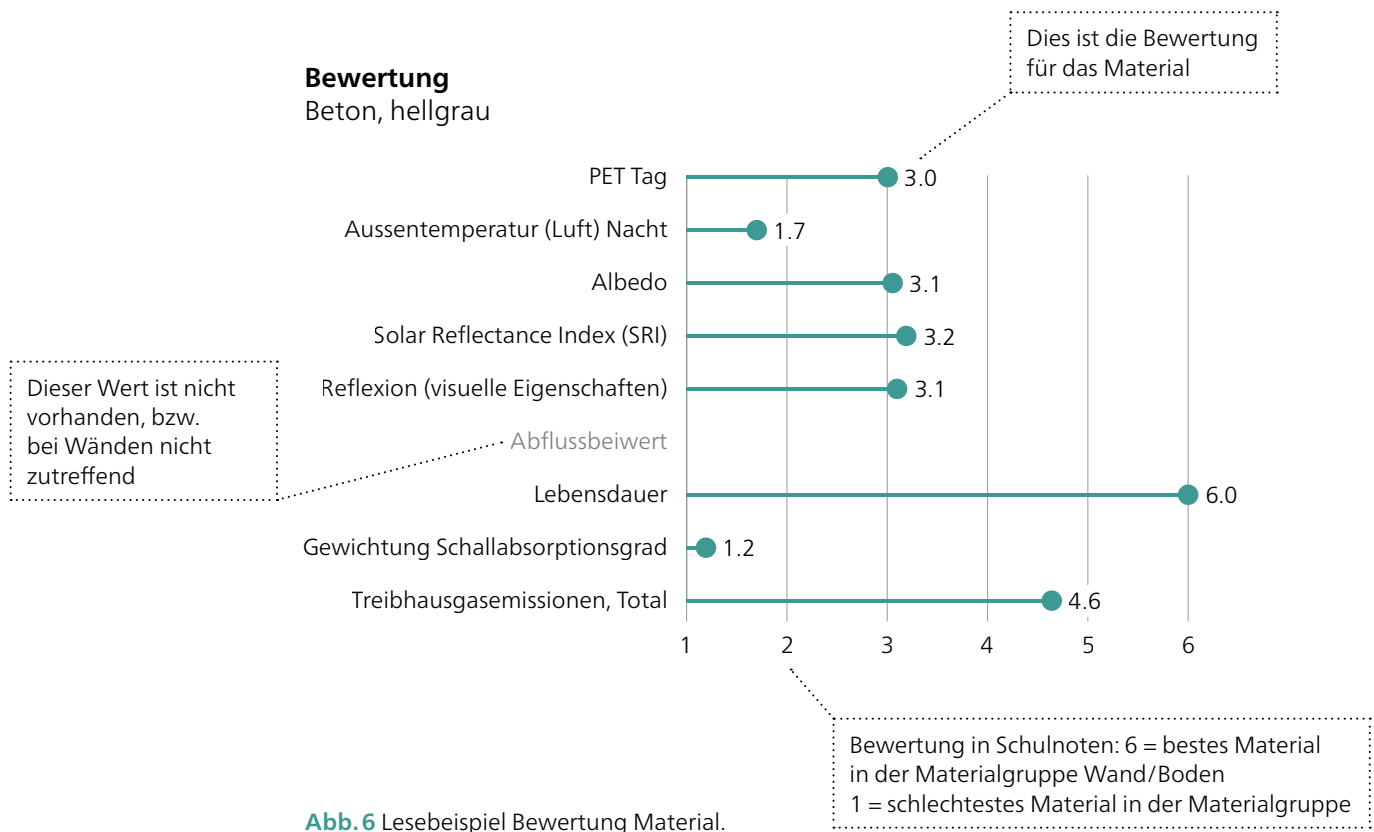 Dies ist die Bewertung
für das Material
Bewertung
Beton, hellgrau
PET Tag
3.0
Aussentemperatur (Luft) Nacht
1.7
Albedo
3.1
Solar Reflectance Index (SRI)
3.2
Dieser Wert ist nicht
vorhanden, bzw.
bei Wänden nicht
zutreffend
Reflexion (visuelle Eigenschaften)
3.1
Abflussbeiwert
Lebensdauer
6.0
Gewichtung Schallabsorptionsgrad
1.2
Treibhausgasemissionen, Total
4.6
1 2 3 4 5 6
Bewertung in Schulnoten: 6 = bestes Material
in der Materialgruppe Wand/Boden
1 = schlechtestes Material in der Materialgruppe
Abb. 6 Lesebeispiel Bewertung Material.